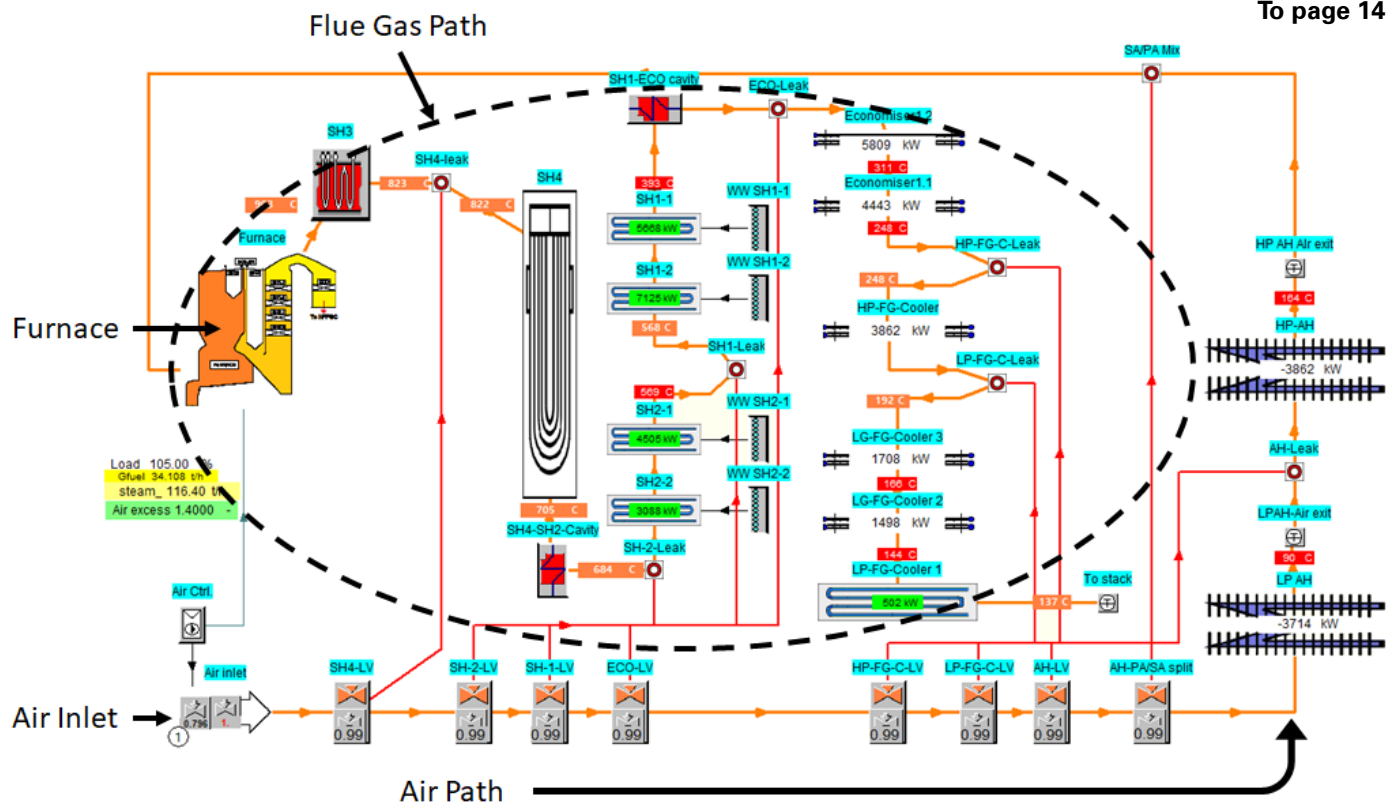 To page 14
Flue Gas Path
SA/PA Mix
SH1-ECO cavity
ECO-Leak
Economiser1.2
5809 kW
SH3
SH4-leak
823 C
311 C
SH4
393 C
WW SH1-1
Economiser1.1
4443 kW
C
822 C
SH1-1
5668 kW
248 C
Furnace
HP-FG-C-Leak
HP AH Air exit
SH1-2
WW SH1-2
248 C
7125 kW
164 C
HP-FG-Cooler
3862 kW
HP-AH
Furnace
568 C
SH1-Leak
LP-FG-C-Leak
-3862 kW
569 C
192 C
SH2-1
WW SH2-1
4505 kW
LG-FG-Cooler 3
1708 kW
AH-Leak
Load 105.00 %
Gfuel 34.108 t/h
steam_ 116.40 t/h
Air excess 1.4000 -
SH2-2
WW SH2-2
166 C
LG-FG-Cooler 2
3088 kW
705 C
1498 kW
LPAH-Air exit
SH4-SH2-Cavity
SH-2-Leak
144 C
90 C
684 C
LP-FG-Cooler 1
To stack
LP AH
Air Ctrl.
502 kW
137 C
-3714 kW
Air inlet
SH4-LV
SH-2-LV
SH-1-LV
ECO-LV
HP-FG-C-LV
LP-FG-C-LV
AH-LV
AH-PA/SA split
Air Inlet
0.796
1.
0.99
0.99
0.99
0.99
0.99
0.99
0.99
0.99
1
Air Path